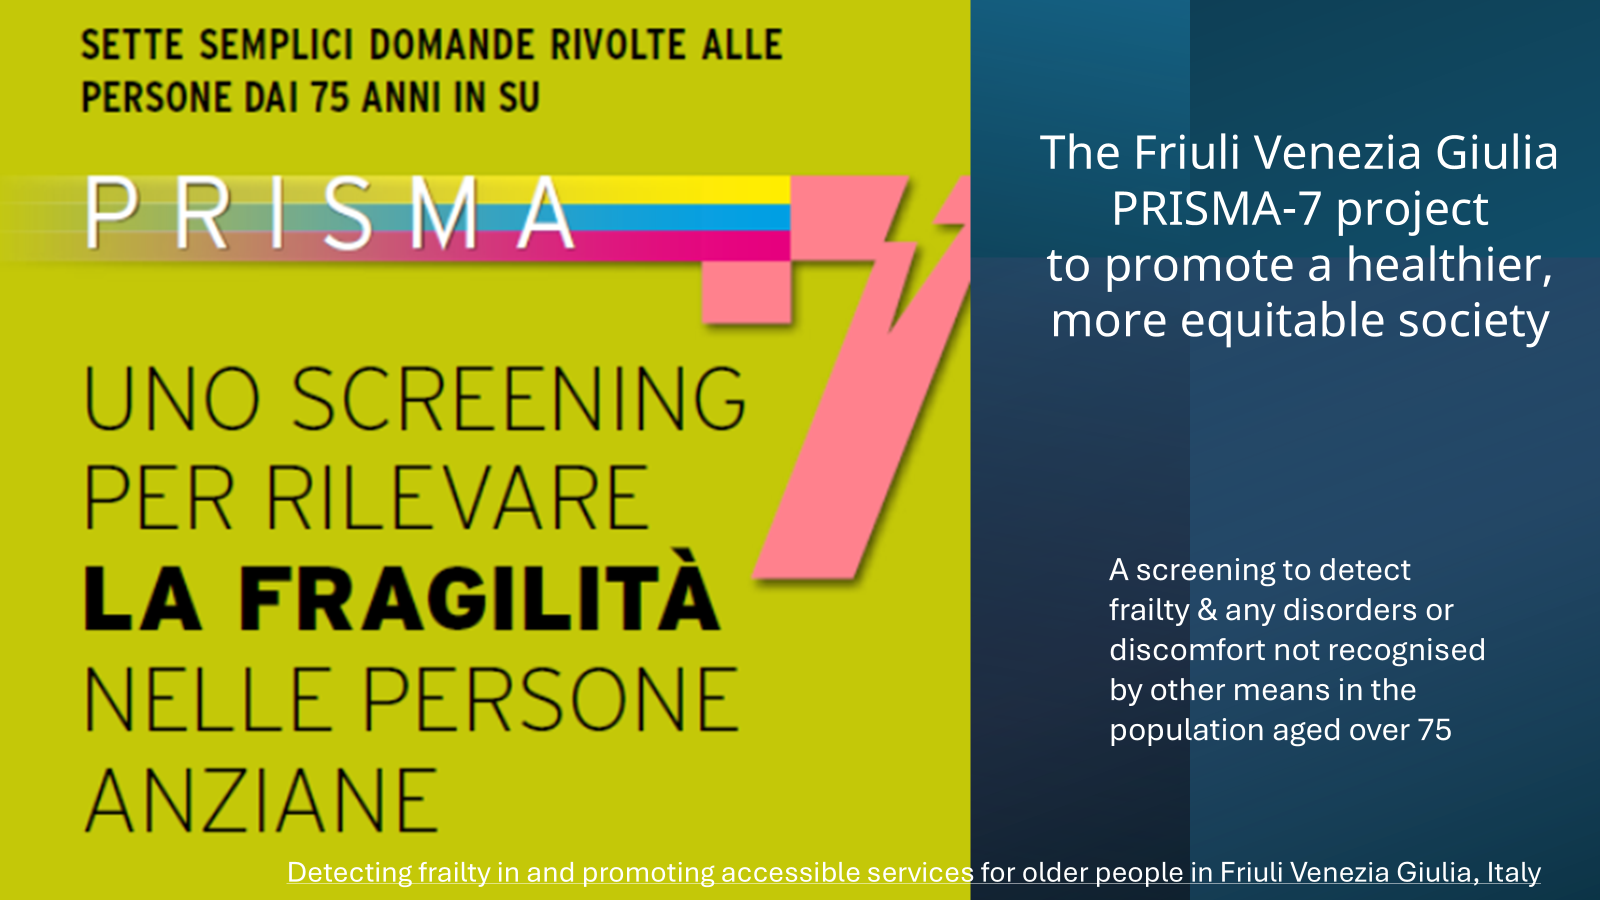 SETTE SEMPLICI DOMANDE RIVOLTE ALLE
PERSONE DAI 75 ANNI IN SU
PRISMA 7
UNO SCREENING
PER RILEVARE
LA FRAGILITÀ
NELLE PERSONE
ANZIANE
The Friuli Venezia Giulia
PRISMA-7 project
to promote a healthier,
more equitable society
A screening to detect
frailty & any disorders or
discomfort not recognised
by other means in the
population aged over 75
Detecting frailty in and promoting accessible services for older people in Friuli Venezia Giulia, Italy